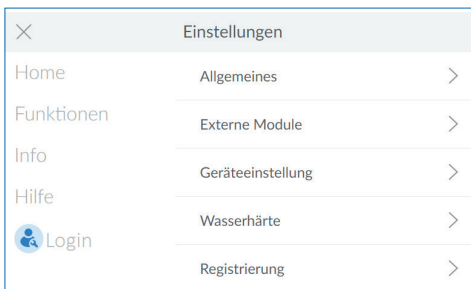 Einstellungen
Home
Funktionen
Info
Hilfe
Login
Allgemeines
Externe Module
Geräteeinstellung
Wasserhärte
Registrierung